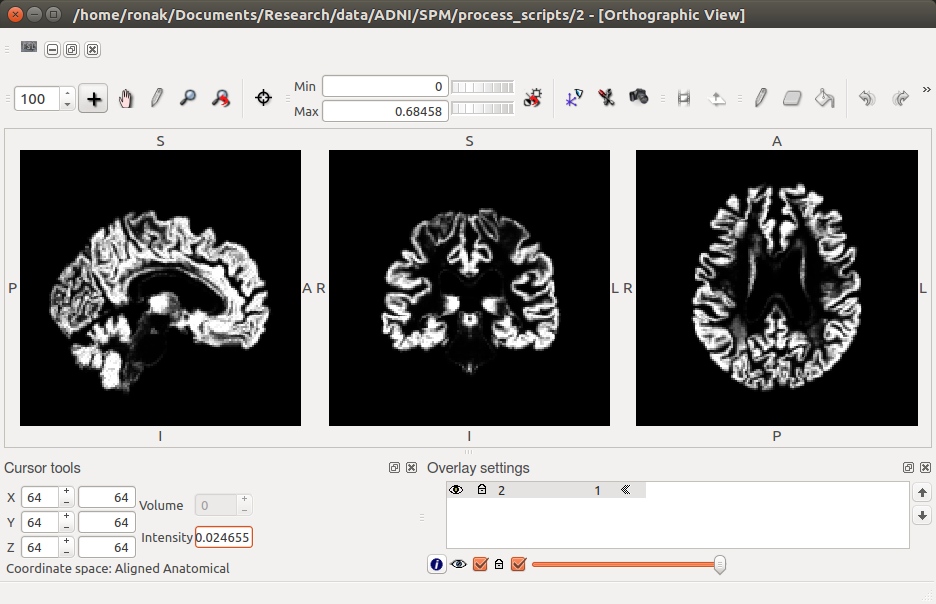 /home/ronak/Documents/Research/data/ADNI/SPM/process_scripts/2 - [Orthographic View]
100
Min 0
Max 0.68458
S S A
P A R L R L
I I P
Cursor tools
Overlay settings
X 64 64
Y 64 64
Z 64 64
Volume 0
Intensity 0.024655
Coordinate space: Aligned Anatomical
2 1